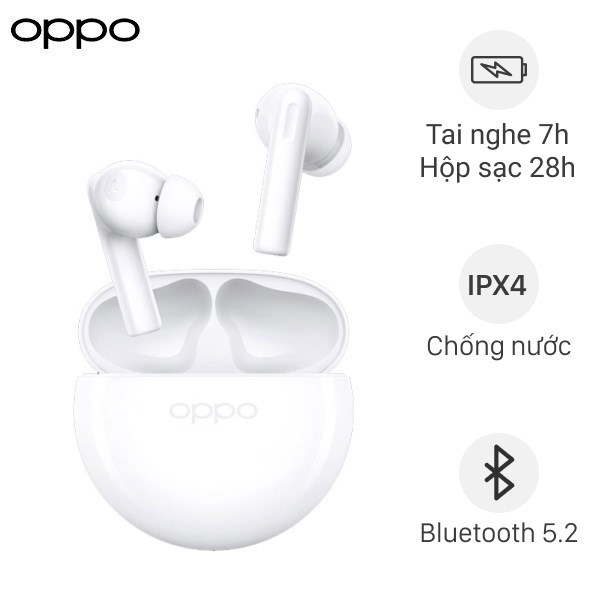 oppo
Tai nghe 7h
Hộp sạc 28h
IPX4
Chống nước
oppo
Bluetooth 5.2